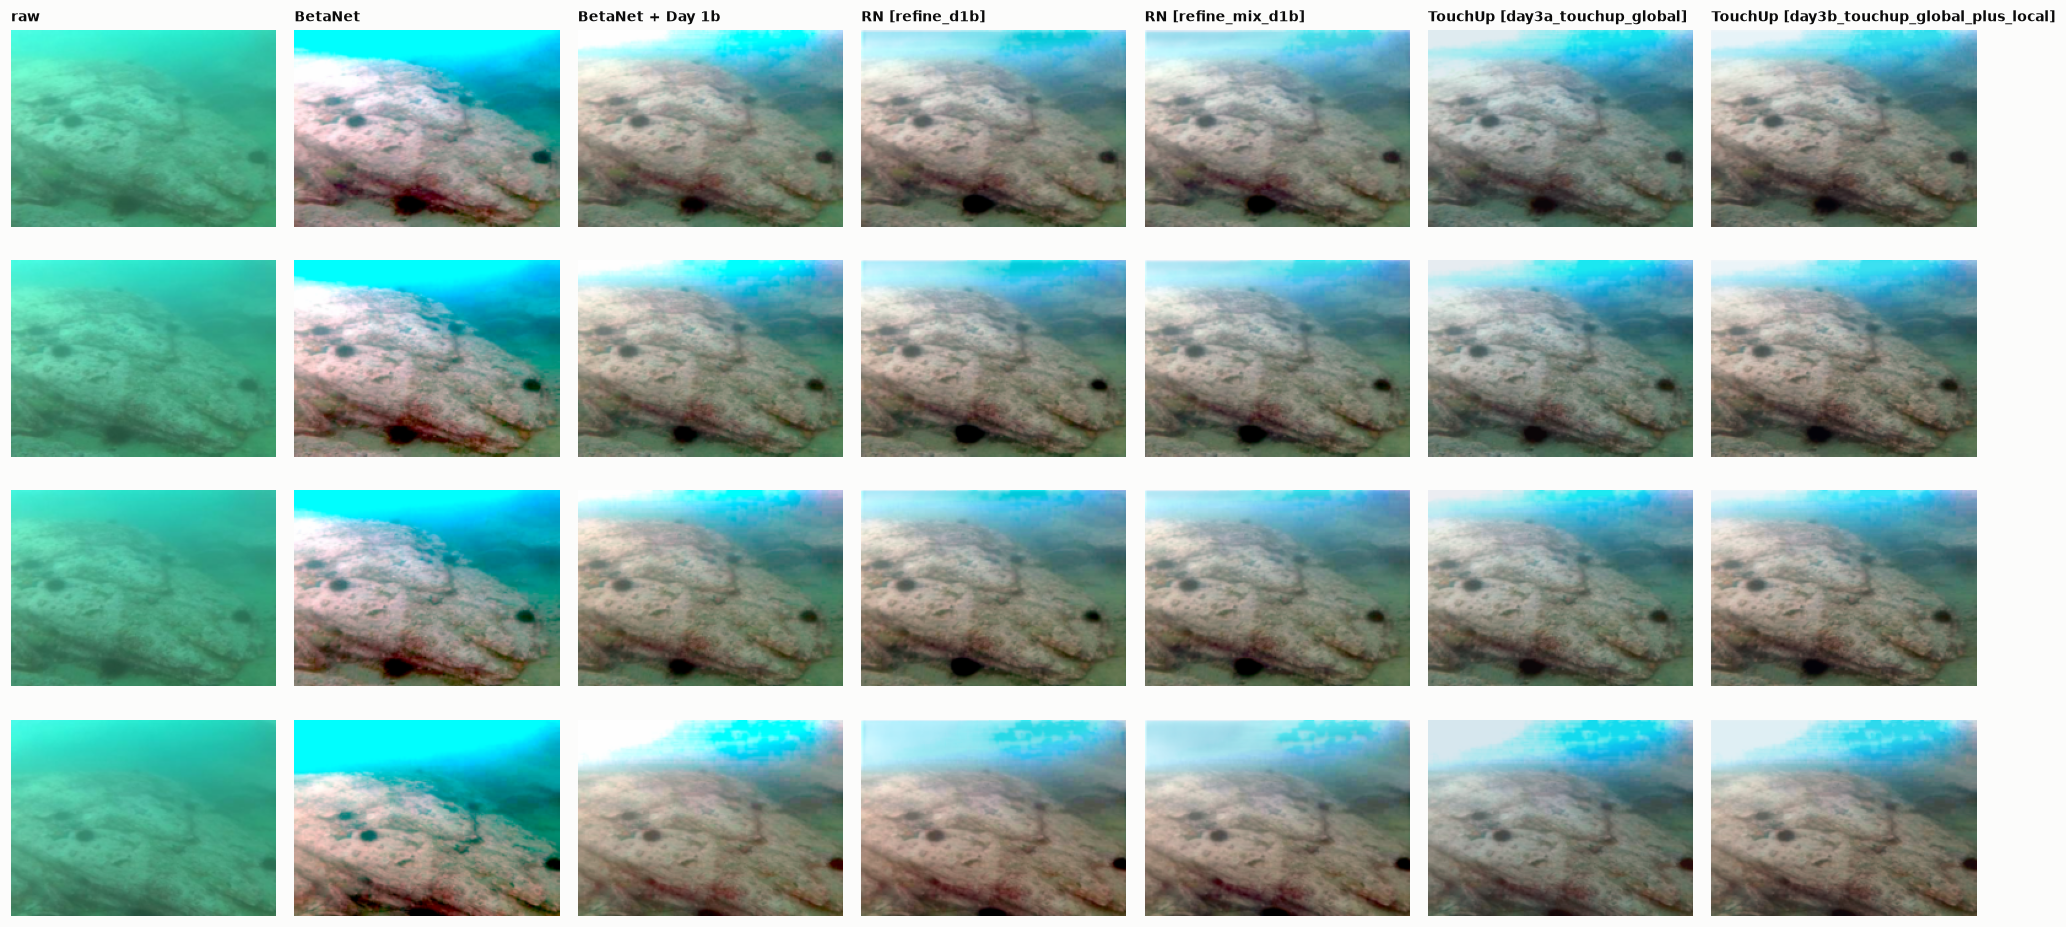 raw
BetaNet
BetaNet + Day 1b
RN [refine_d1b]
RN [refine_mix_d1b]
TouchUp [day3a_touchup_global]
TouchUp [day3b_touchup_global_plus_local]